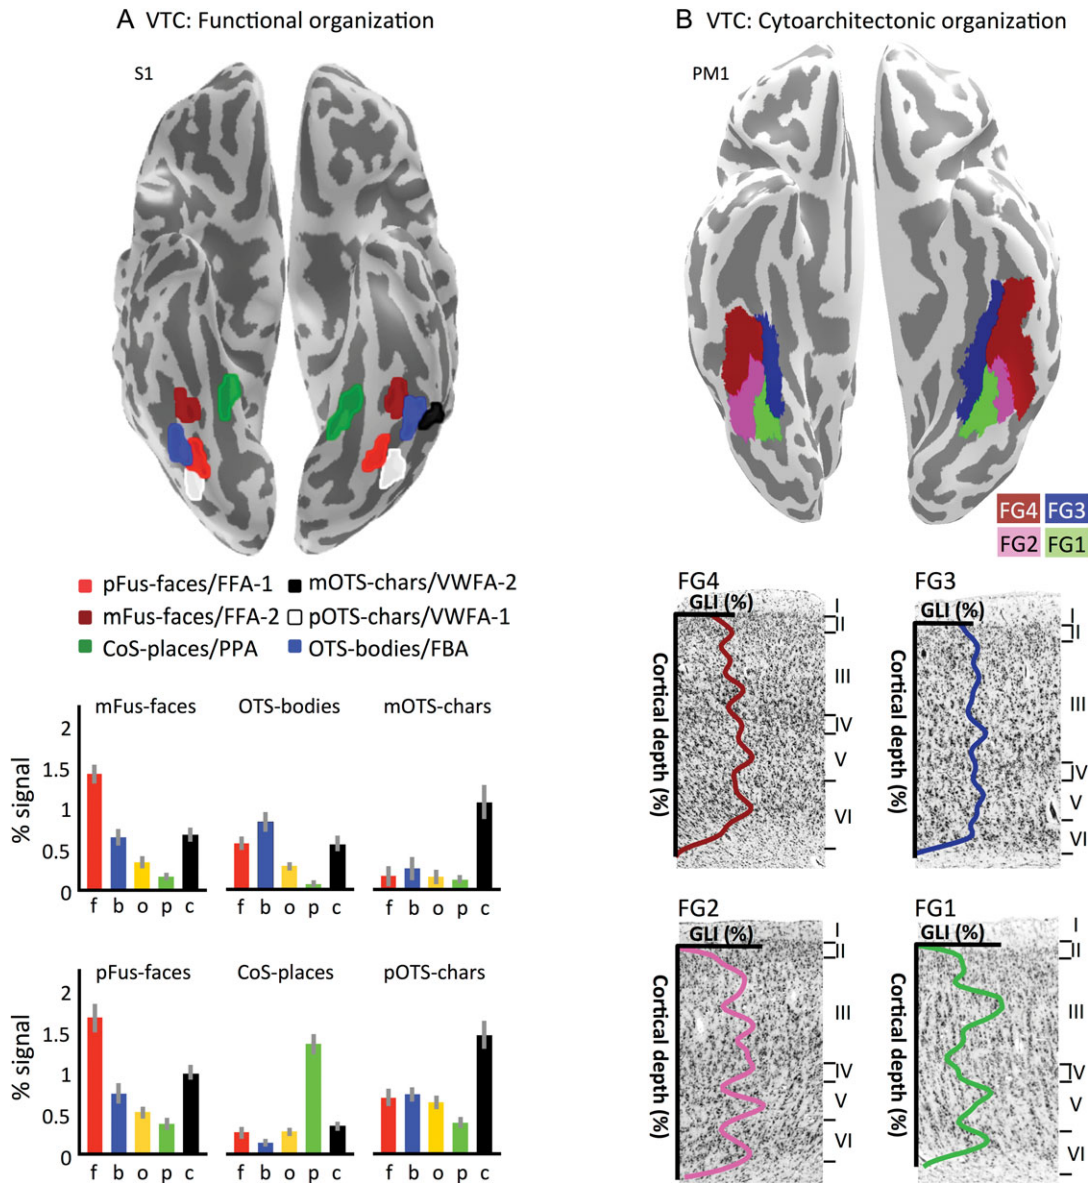 A VTC: Functional organization
S1
pFus-faces/FFA-1
mOTS-chars/VWFA-2
mFus-faces/FFA-2
pOTS-chars/VWFA-1
CoS-places/PPA
OTS-bodies/FBA
mFus-faces
OTS-bodies
mOTS-chars
% signal
2
1.5
1
0.5
0
f b o p c
f b o p c
f b o p c
pFus-faces
CoS-places
pOTS-chars
% signal
2
1.5
1
0.5
0
f b o p c
f b o p c
f b o p c
B VTC: Cytoarchitectonic organization
PM1
FG4 FG3
FG2 FG1
FG4
GLI (%)
Cortical depth (%)
I
II
III
IV
V
VI
FG3
GLI (%)
Cortical depth (%)
I
II
III
IV
V
VI
FG2
GLI (%)
Cortical depth (%)
I
II
III
IV
V
VI
FG1
GLI (%)
Cortical depth (%)
I
II
III
IV
V
VI